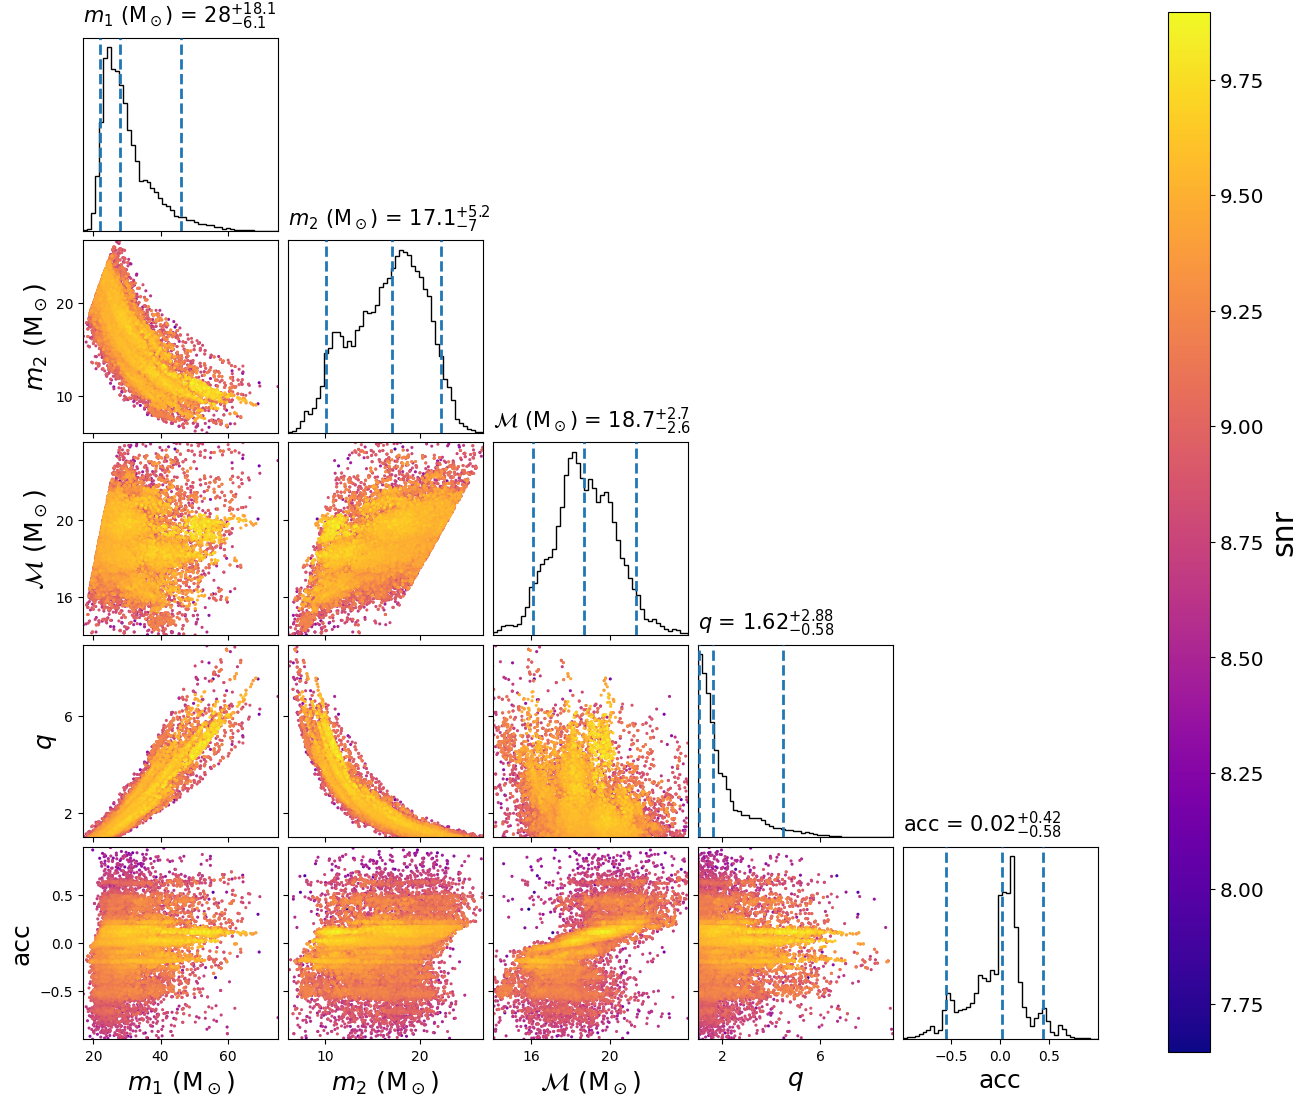 m₁ (M⊙) = 28^{+18.1}_{−6.1}
9.75
9.50
m₂ (M⊙) = 17.1^{+5.2}_{−7}
m₂ (M⊙)
20
10
9.25
9.00
ℳ (M⊙) = 18.7^{+2.7}_{−2.6}
ℳ (M⊙)
20
16
8.75
snr
8.50
q = 1.62^{+2.88}_{−0.58}
q
6
2
8.25
acc = 0.02^{+0.42}_{−0.58}
acc
0.5
0.0
−0.5
8.00
7.75
20 40 60 10 20 16 20 2 6 −0.5 0.0 0.5
m₁ (M⊙) m₂ (M⊙) ℳ (M⊙) q acc